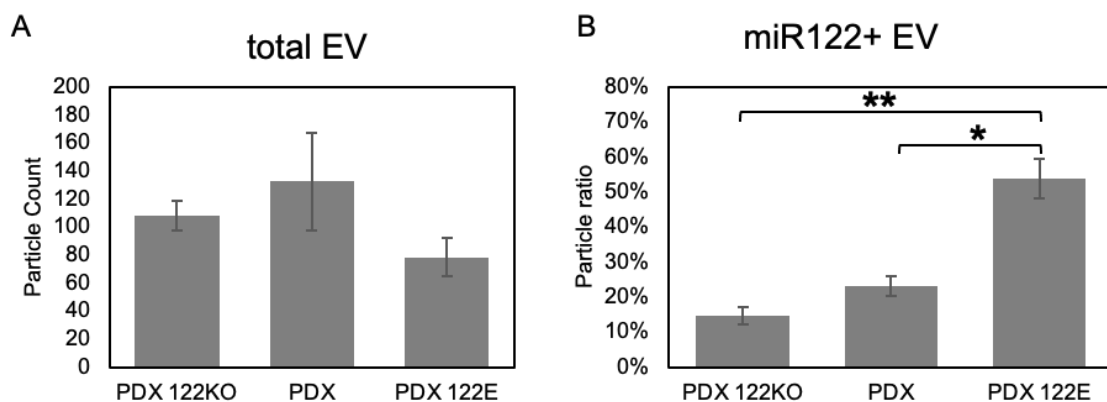 A
total EV
Particle Count
200
180
160
140
120
100
80
60
40
20
0
PDX 122KO
PDX
PDX 122E
B
miR122+ EV
Particle ratio
80%
70%
60%
50%
40%
30%
20%
10%
0%
**
*
PDX 122KO
PDX
PDX 122E